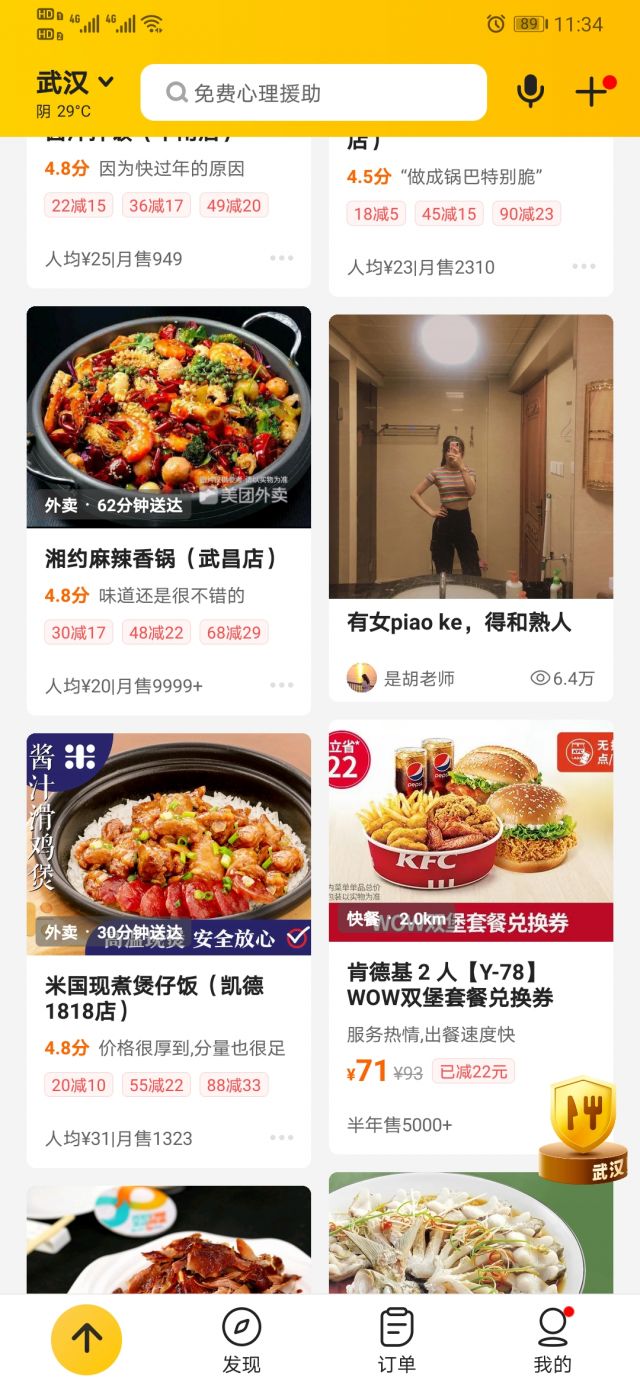 4G
4G
89
11:34
武汉
阴 29°C
免费心理援助
4.8分 因为快过年的原因
22减15 36减17 49减20
人均¥25|月售949
店）
4.5分 “做成锅巴特别脆”
18减5 45减15 90减23
人均¥23|月售2310
美团外卖
外卖 · 62分钟送达
湘约麻辣香锅（武昌店）
4.8分 味道还是很不错的
30减17 48减22 68减29
人均¥20|月售9999+
有女piao ke，得和熟人
是胡老师
6.4万
酱汁滑鸡煲
外卖 · 30分钟送达
安全放心
米国现煮煲仔饭（凯德
1818店）
4.8分 价格很厚到,分量也很足
20减10 55减22 88减33
人均¥31|月售1323
立省
22
pepsi
pepsi
KFC
KFC
快餐 · 2.0km
WOW双堡套餐兑换券
肯德基 2 人【Y-78】
WOW双堡套餐兑换券
服务热情,出餐速度快
¥71 ¥93 已减22元
半年售5000+
武汉
发现
订单
我的